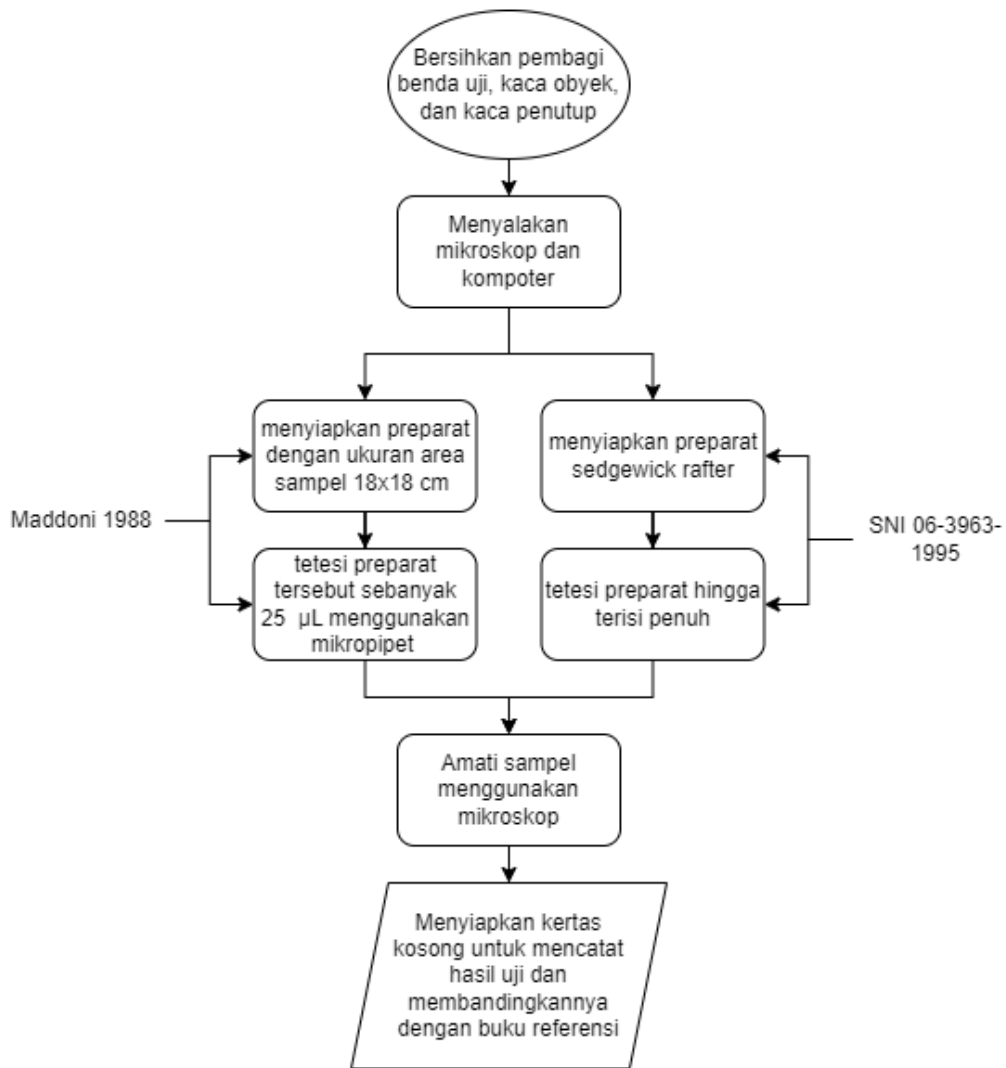 Bersihkan pembagi
benda uji, kaca obyek,
dan kaca penutup
Menyalakan
mikroskop dan
kompoter
menyiapkan preparat
dengan ukuran area
sampel 18x18 cm
menyiapkan preparat
sedgewick rafter
Maddoni 1988
SNI 06-3963-
1995
tetesi preparat
tersebut sebanyak
25 µL menggunakan
mikropipet
tetesi preparat hingga
terisi penuh
Amati sampel
menggunakan
mikroskop
Menyiapkan kertas
kosong untuk mencatat
hasil uji dan
membandingkannya
dengan buku referensi